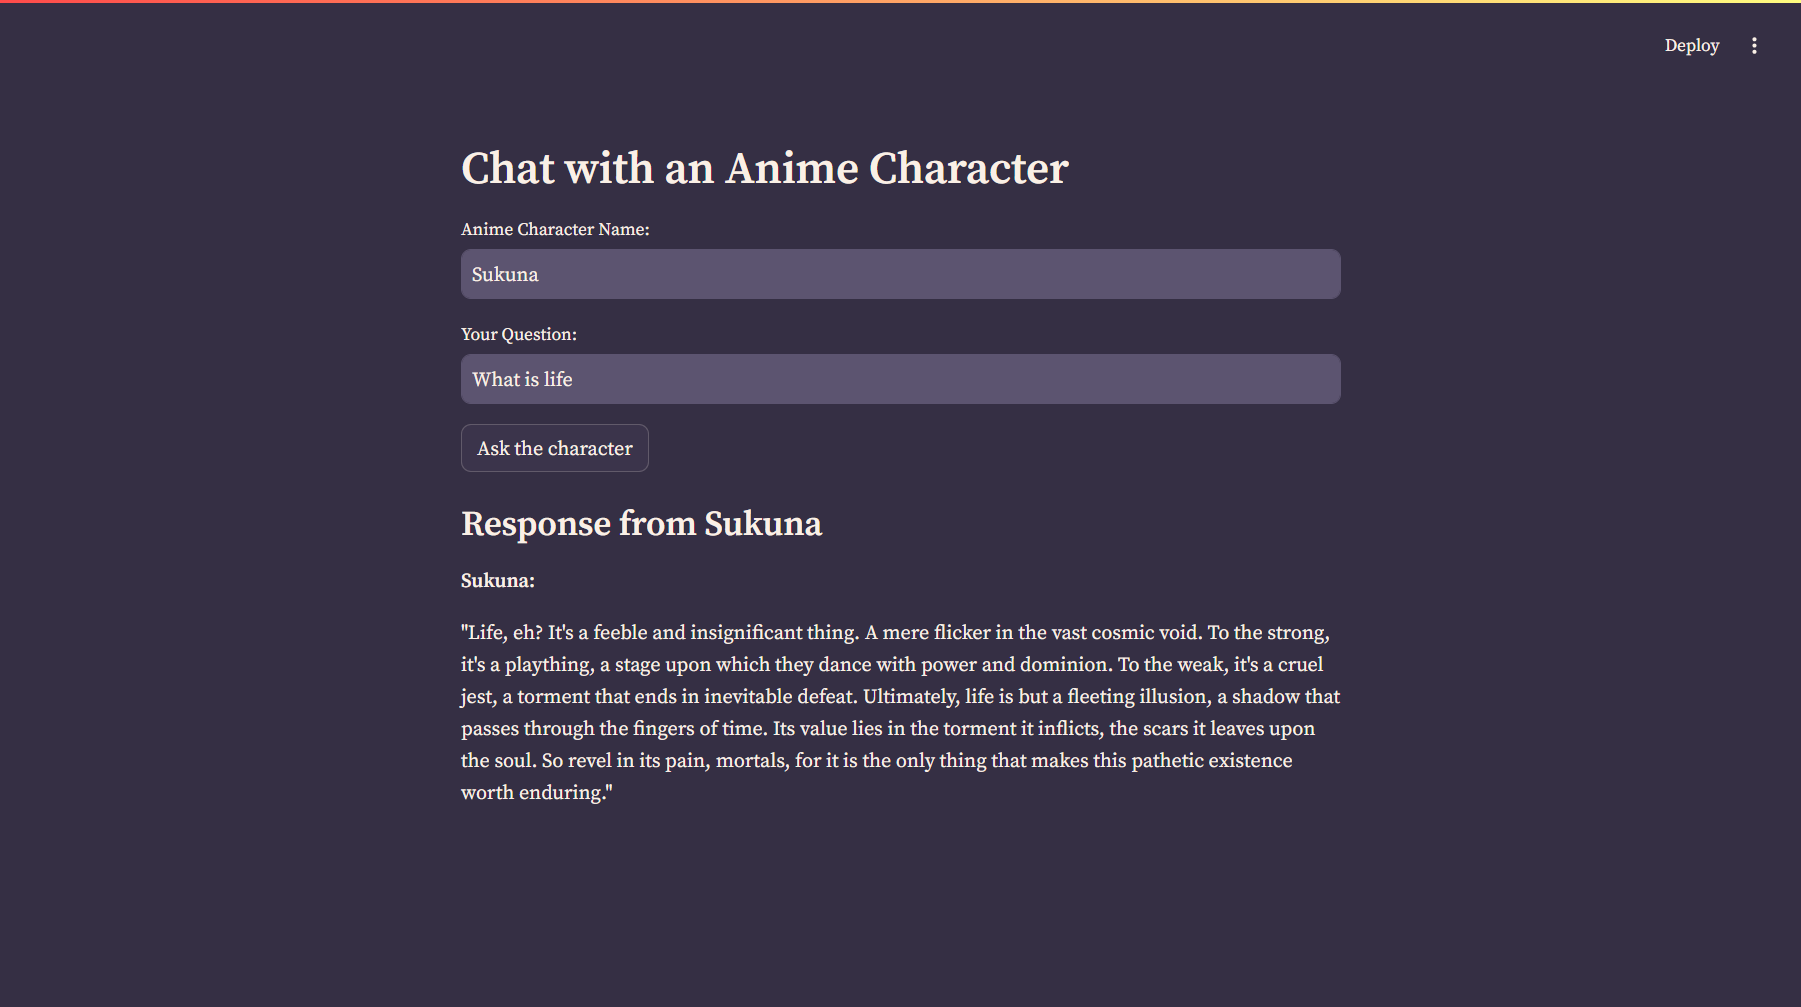 Deploy
Chat with an Anime Character
Anime Character Name:
Sukuna
Your Question:
What is life
Ask the character
Response from Sukuna
Sukuna:
"Life, eh? It's a feeble and insignificant thing. A mere flicker in the vast cosmic void. To the strong,
it's a plaything, a stage upon which they dance with power and dominion. To the weak, it's a cruel
jest, a torment that ends in inevitable defeat. Ultimately, life is but a fleeting illusion, a shadow that
passes through the fingers of time. Its value lies in the torment it inflicts, the scars it leaves upon
the soul. So revel in its pain, mortals, for it is the only thing that makes this pathetic existence
worth enduring."